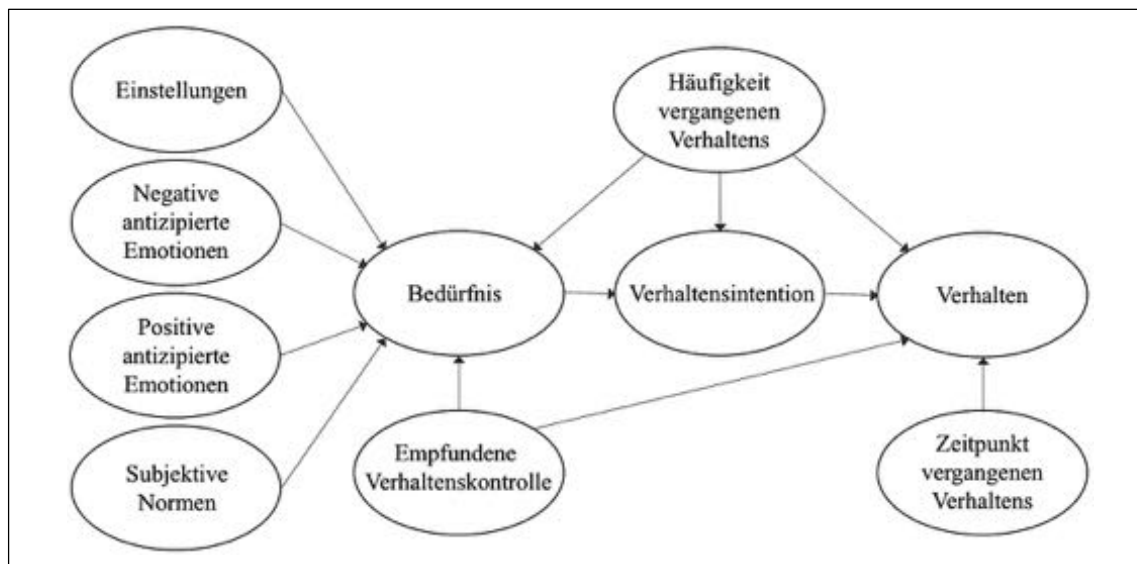 Einstellungen
Negative
antizipierte
Emotionen
Positive
antizipierte
Emotionen
Subjektive
Normen
Bedürfnis
Empfundene
Verhaltenskontrolle
Häufigkeit
vergangenen
Verhaltens
Verhaltensintention
Verhalten
Zeitpunkt
vergangenen
Verhaltens